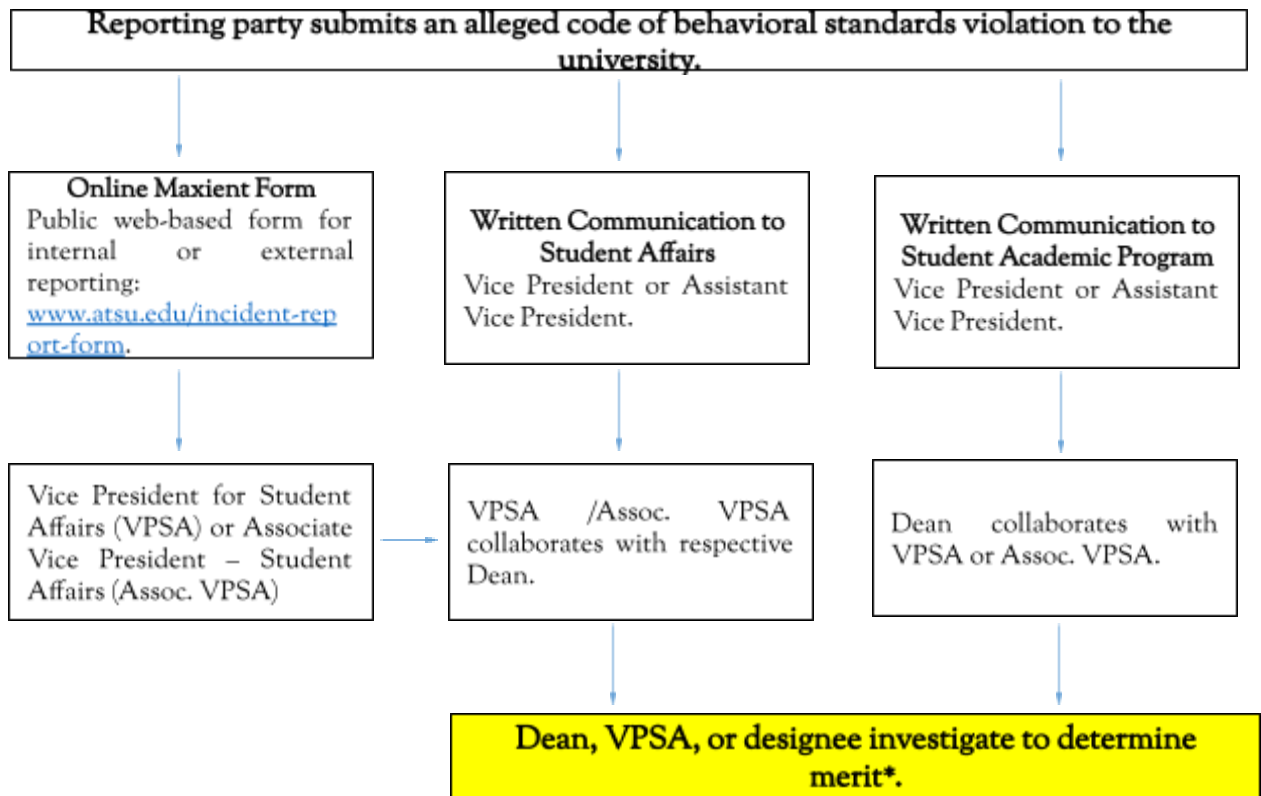 Reporting party submits an alleged code of behavioral standards violation to the
university.
Online Maxient Form
Public web-based form for
internal or external
reporting:
www.atsu.edu/incident-rep
ort-form.
Written Communication to
Student Affairs
Vice President or Assistant
Vice President.
Written Communication to
Student Academic Program
Vice President or Assistant
Vice President.
Vice President for Student
Affairs (VPSA) or Associate
Vice President – Student
Affairs (Assoc. VPSA)
VPSA /Assoc. VPSA
collaborates with respective
Dean.
Dean collaborates with
VPSA or Assoc. VPSA.
Dean, VPSA, or designee investigate to determine
merit*.